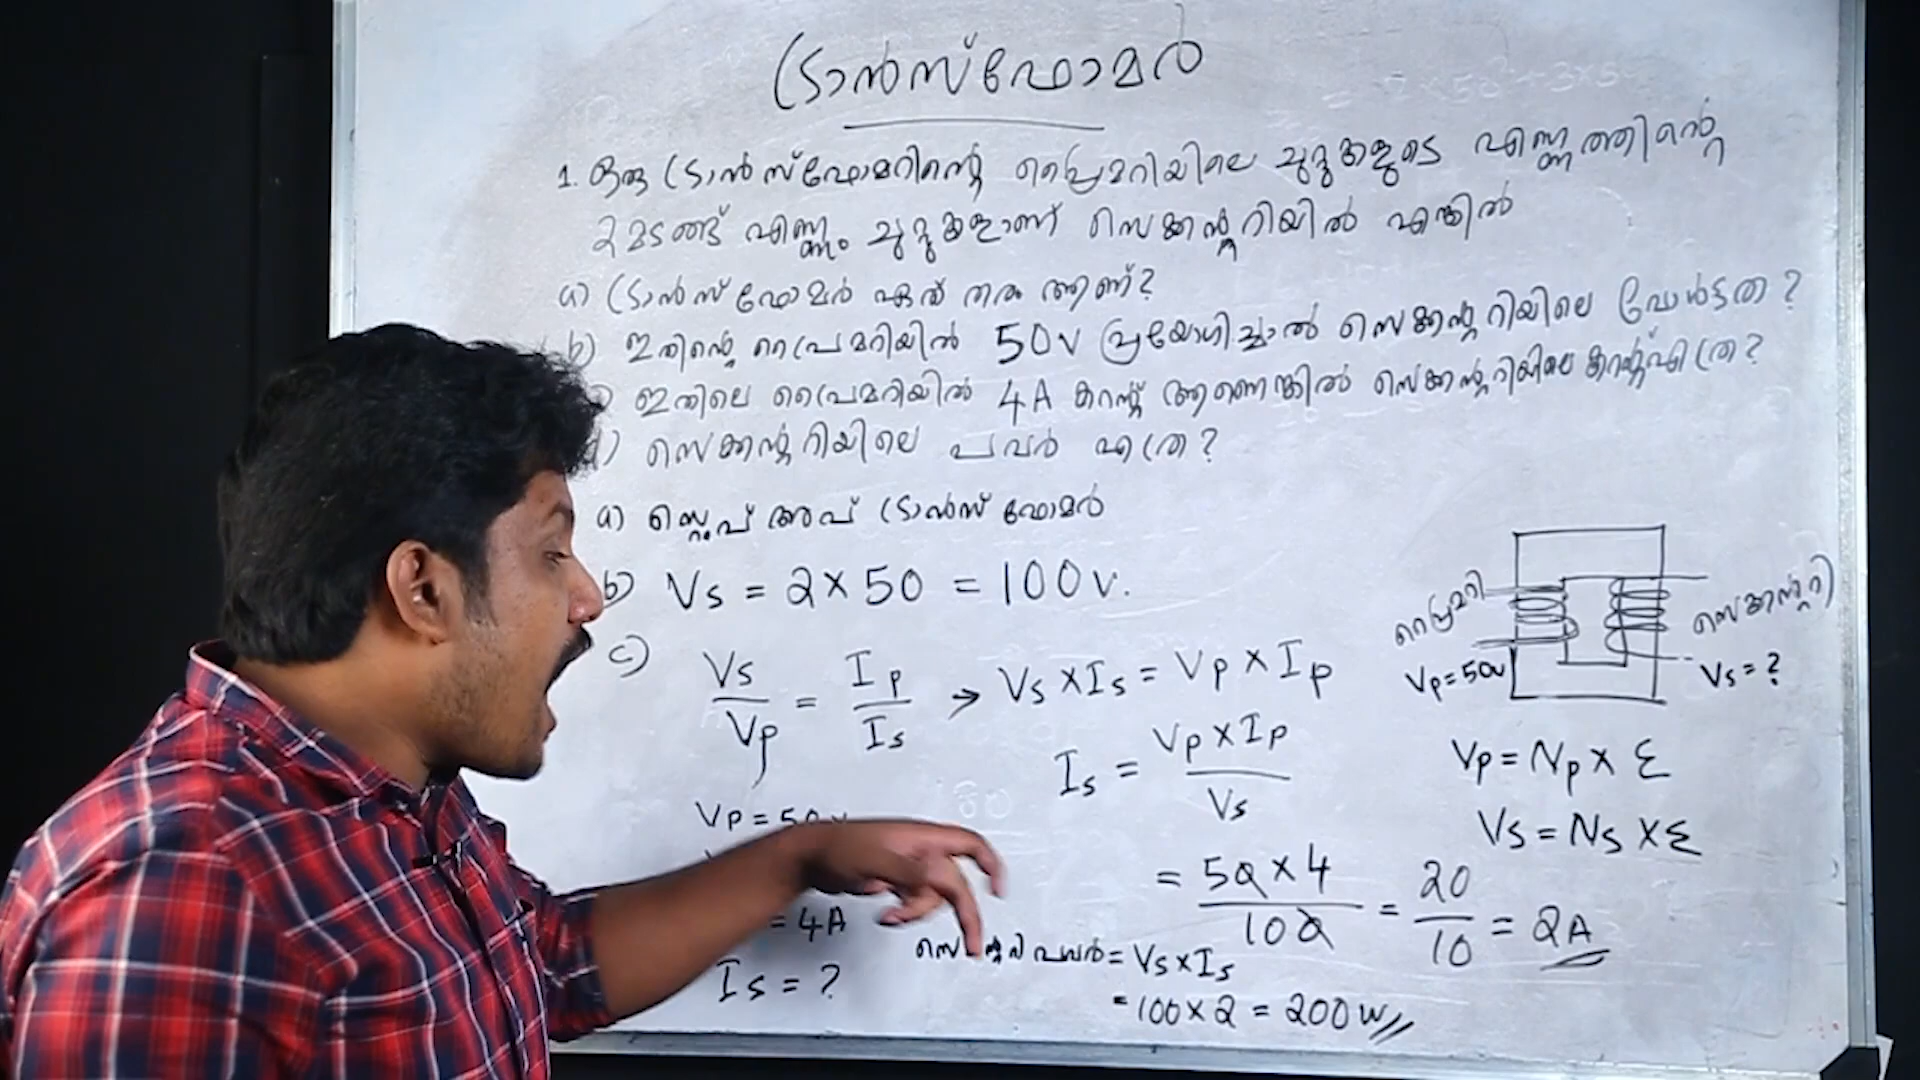 ട്രാൻസ്ഫോമർ
1. ഒരു ട്രാൻസ്ഫോമറിന്റെ പ്രൈമറിയിലെ ചുറ്റുകളുടെ എണ്ണത്തിന്റെ
2 മടങ്ങ് എണ്ണം ചുറ്റുകളാണ് സെക്കന്ററിയിൽ എങ്കിൽ
a) ട്രാൻസ്ഫോമർ ഏത് തരം ആണ്?
b) ഇതിന്റെ പ്രൈമറിയിൽ 50V പ്രയോഗിച്ചാൽ സെക്കന്ററിയിലെ വോൾട്ടത?
ഇതിലെ പ്രൈമറിയിൽ 4A കറന്റ് ആണെങ്കിൽ സെക്കന്ററിയിലെ കറന്റ് എത്ര?
d) സെക്കന്ററിയിലെ പവർ എത്ര?
a) സ്റ്റെപ് അപ് ട്രാൻസ്ഫോമർ
b) Vs = 2 × 50 = 100V.
c) Vs/Vp = Ip/Is → Vs × Is = Vp × Ip
Is = Vp × Ip / Vs
= 50 × 4 / 100 = 20/10 = 2A
Vp = 50V
= 4A
Is = ?
പവർ = Vs × Is
= 100 × 2 = 200W
പ്രൈമറി
സെക്കന്ററി
Vp = 50V
Vs = ?
Vp = Np × Ɛ
Vs = Ns × Ɛ